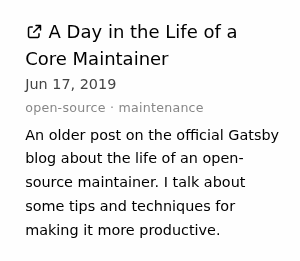 A Day in the Life of a
Core Maintainer
Jun 17, 2019
open-source · maintenance
An older post on the official Gatsby
blog about the life of an open-
source maintainer. I talk about
some tips and techniques for
making it more productive.